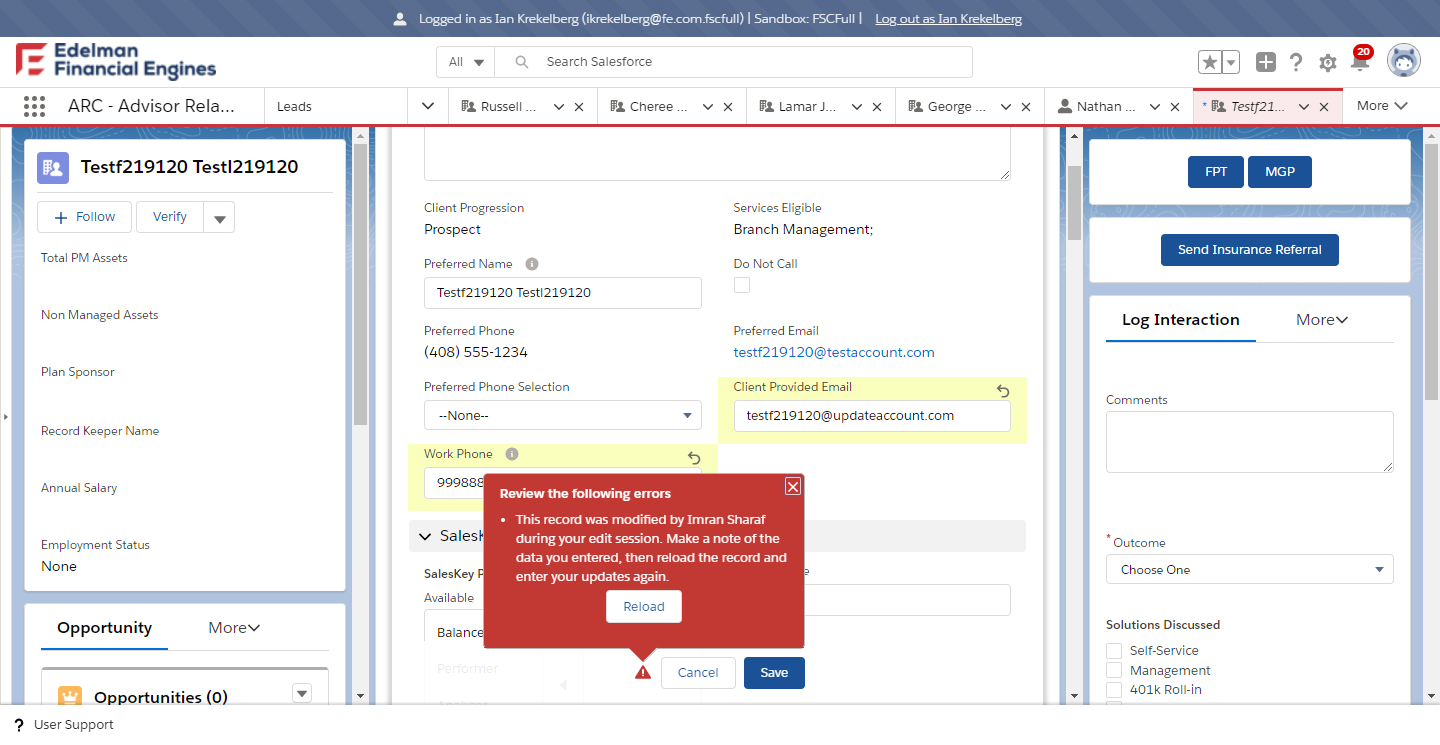 Logged in as Ian Krekelberg (ikrekelberg@fe.com.fscfull) | Sandbox: FSCFull | Log out as Ian Krekelberg
Edelman
Financial Engines
All
Search Salesforce
20
ARC - Advisor Rela...
Leads
Russell ...
Cheree ...
Lamar J...
George ...
Nathan ...
* Testf21...
More
Testf219120 Testl219120
+ Follow
Verify
Total PM Assets
Non Managed Assets
Plan Sponsor
Record Keeper Name
Annual Salary
Employment Status
None
Opportunity
More
Opportunities (0)
Client Progression
Prospect
Services Eligible
Branch Management;
Preferred Name
Testf219120 Testl219120
Do Not Call
Preferred Phone
(408) 555-1234
Preferred Email
testf219120@testaccount.com
Preferred Phone Selection
--None--
Client Provided Email
testf219120@updateaccount.com
Work Phone
999888
Review the following errors
• This record was modified by Imran Sharaf
during your edit session. Make a note of the
data you entered, then reload the record and
enter your updates again.
Reload
SalesK
SalesKey P
Available
Balance
Performer
Cancel
Save
FPT
MGP
Send Insurance Referral
Log Interaction
More
Comments
* Outcome
Choose One
Solutions Discussed
Self-Service
Management
401k Roll-in
? User Support